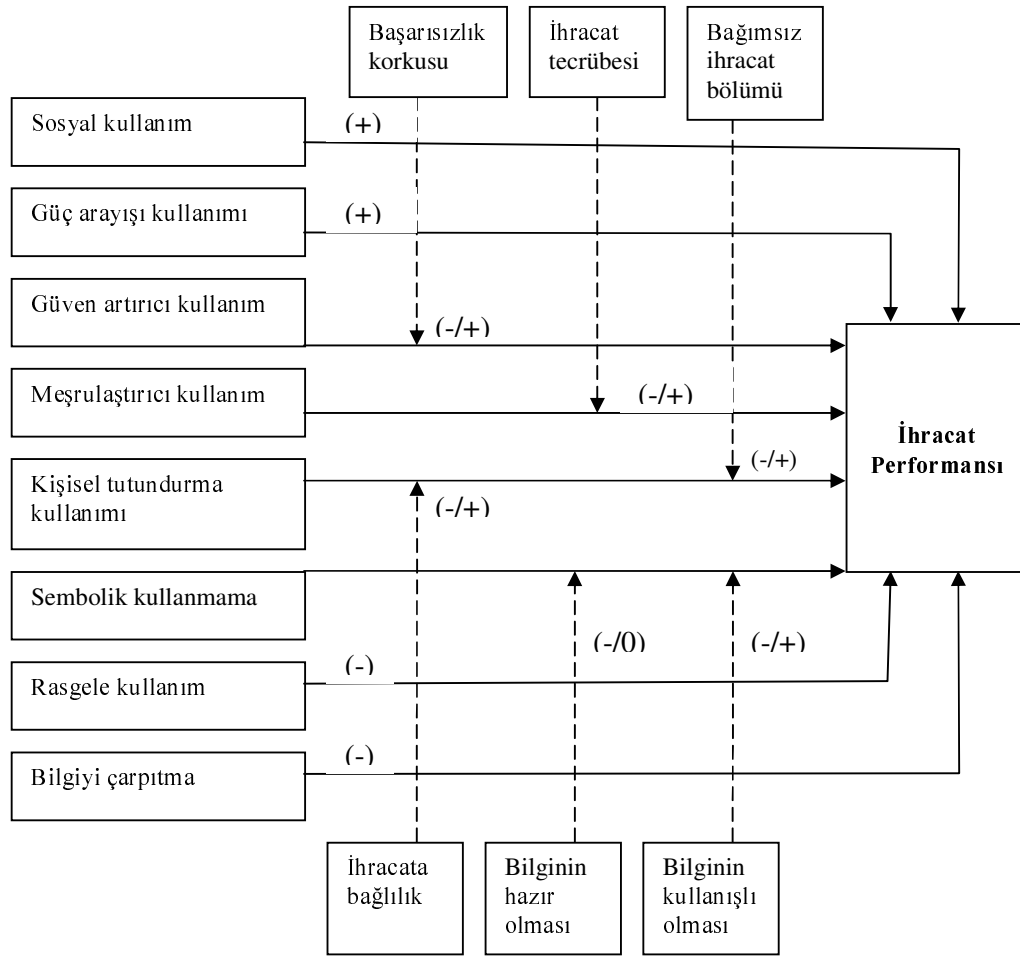 Başarısızlık
korkusu
İhracat
tecrübesi
Bağımsız
ihracat
bölümü
Sosyal kullanım
(+)
Güç arayışı kullanımı
(+)
Güven artırıcı kullanım
(-/+)
Meşrulaştırıcı kullanım
(-/+)
İhracat
Performansı
Kişisel tutundurma
kullanımı
(-/+)
(-/+)
Sembolik kullanmama
(-/0)
(-/+)
Rasgele kullanım
(-)
Bilgiyi çarpıtma
(-)
İhracata
bağlılık
Bilginin
hazır
olması
Bilginin
kullanışlı
olması